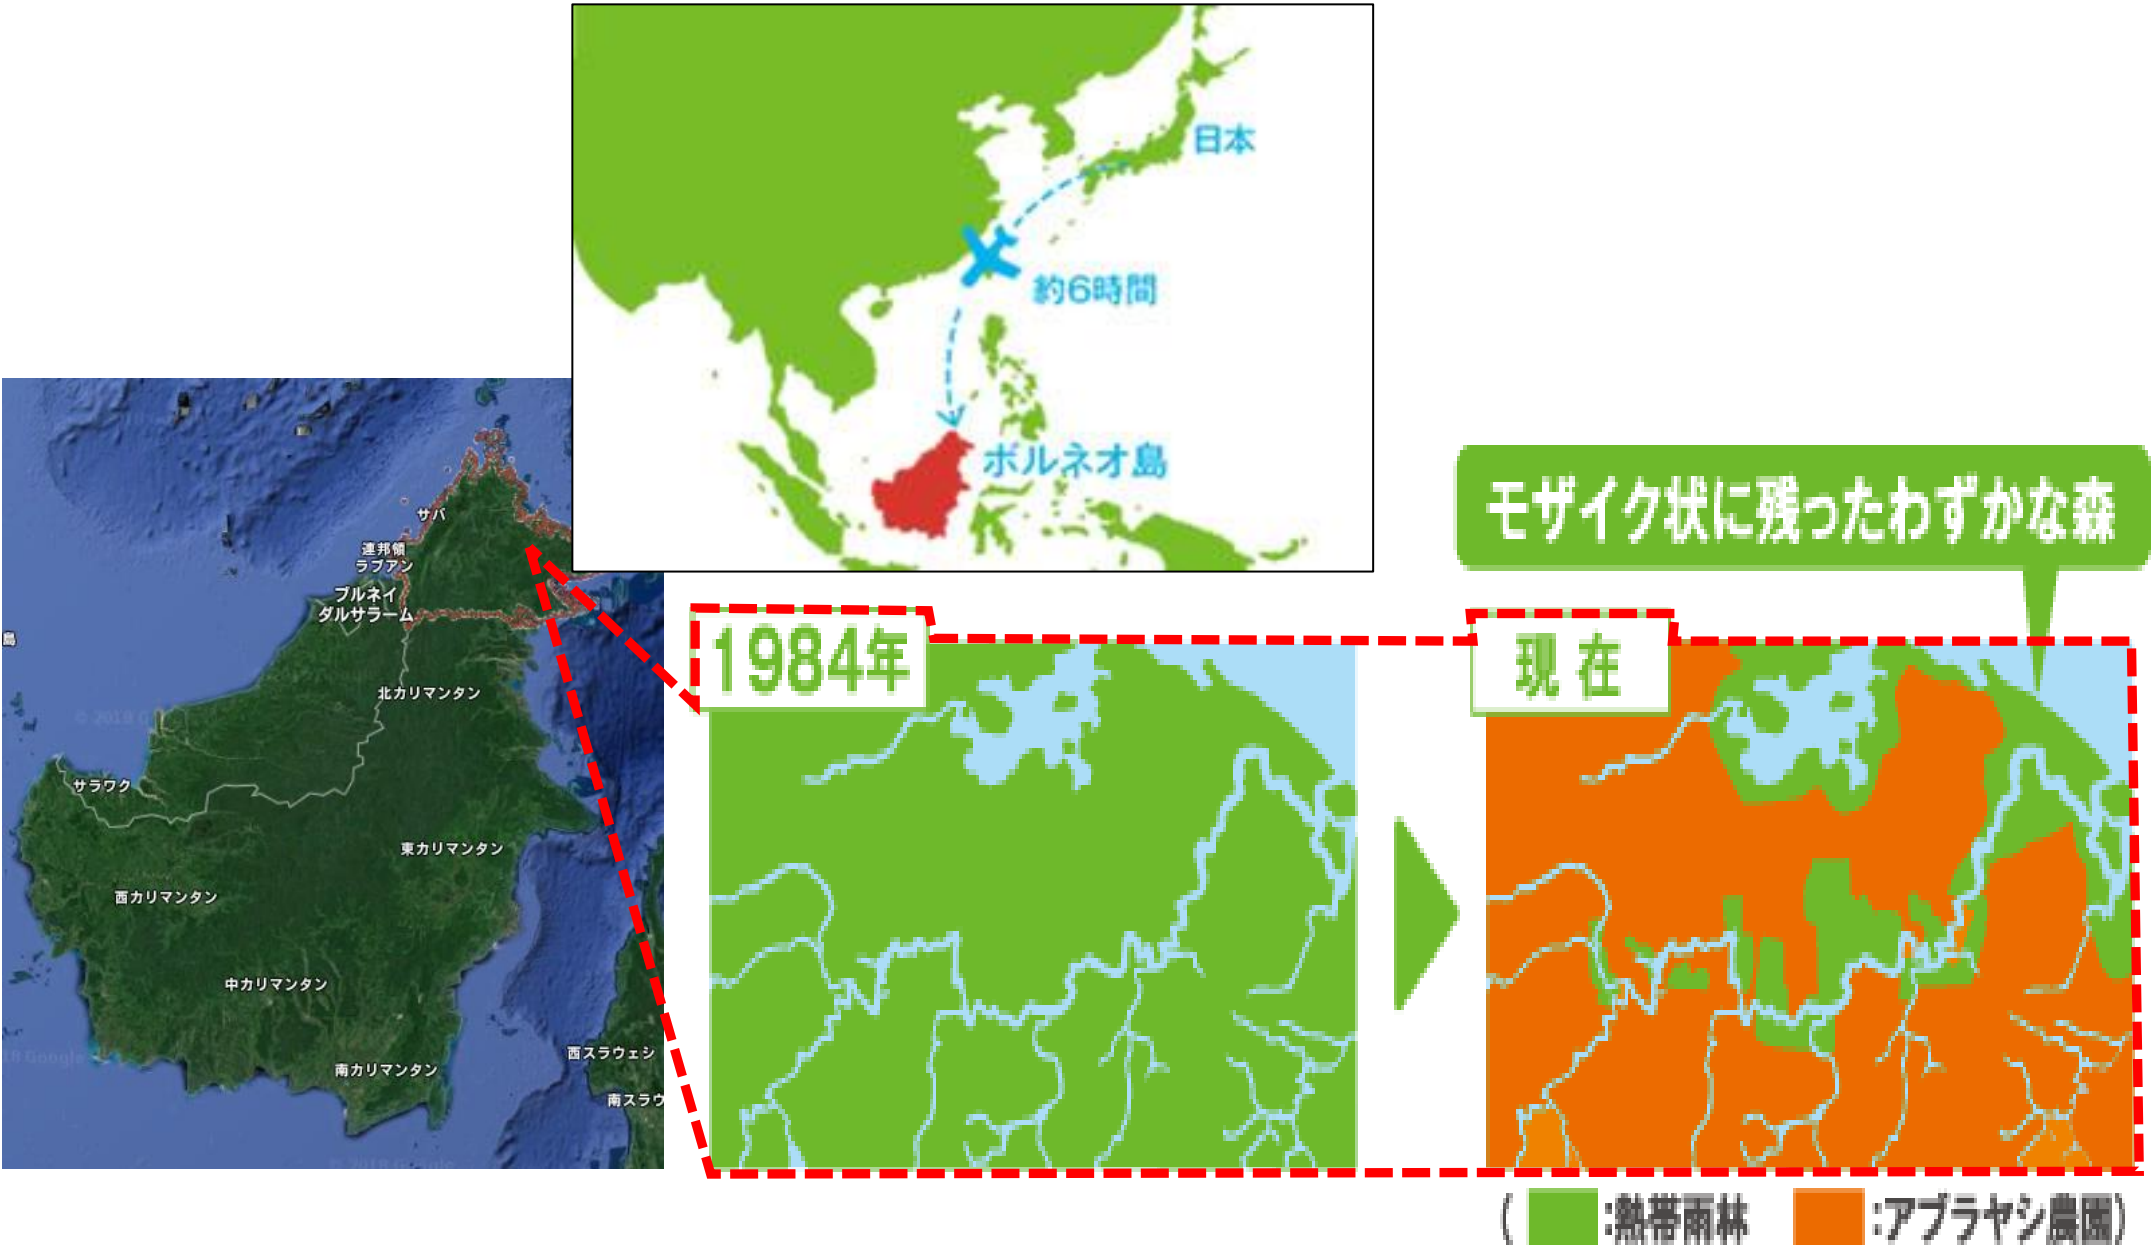 日本
約6時間
ボルネオ島
サバ
連邦領
ラブアン
ブルネイ
ダルサラーム
島
北カリマンタン
サラワク
東カリマンタン
西カリマンタン
中カリマンタン
西スラウェシ
南カリマンタン
南スラウ
モザイク状に残ったわずかな森
1984年
現在
(:熱帯雨林 :アブラヤシ農園)